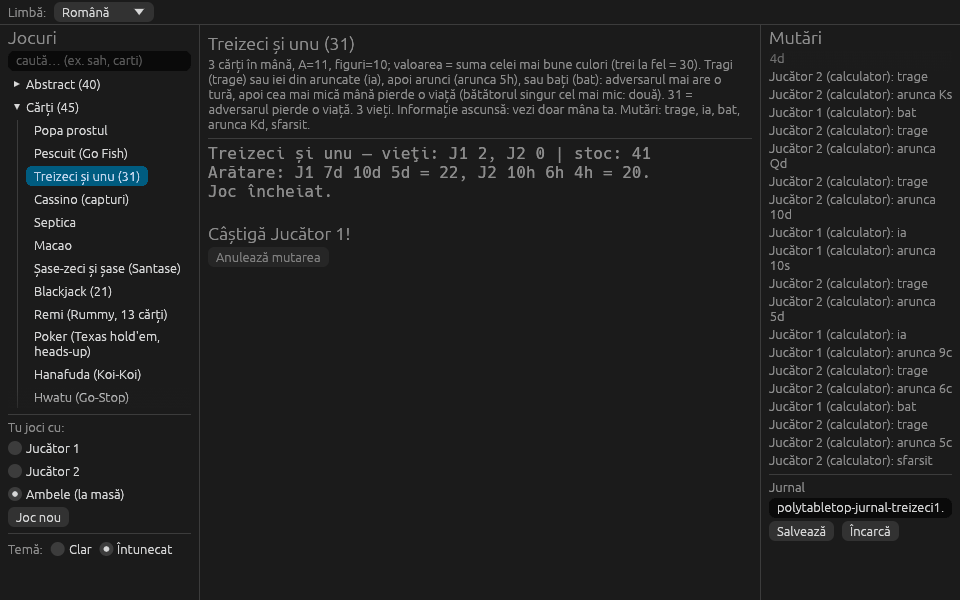 Limbă: Română
Jocuri
caută... (ex. sah, carti)
Abstract (40)
Cărți (45)
Popa prostul
Pescuit (Go Fish)
Treizeci și unu (31)
Cassino (capturi)
Septica
Macao
Șase-zeci și șase (Santase)
Blackjack (21)
Remi (Rummy, 13 cărți)
Poker (Texas hold'em,
heads-up)
Hanafuda (Koi-Koi)
Hwatu (Go-Stop)
Tu joci cu:
Jucător 1
Jucător 2
Ambele (la masă)
Joc nou
Temă: Clar Întunecat
Treizeci și unu (31)
3 cărți în mână, A=11, figuri=10; valoarea = suma celei mai bune culori (trei la fel = 30). Tragi
(trage) sau iei din aruncate (ia), apoi arunci (arunca 5h), sau bați (bat): adversarul mai are o
tură, apoi cea mai mică mână pierde o viață (bătătorul singur cel mai mic: două). 31 =
adversarul pierde o viață. 3 vieți. Informație ascunsă: vezi doar mâna ta. Mutări: trage, ia, bat,
arunca Kd, sfarsit.
Treizeci și unu — vieți: J1 2, J2 0 | stoc: 41
Arătare: J1 7d 10d 5d = 22, J2 10h 6h 4h = 20.
Joc încheiat.
Câștigă Jucător 1!
Anulează mutarea
Mutări
4d
Jucător 2 (calculator): trage
Jucător 2 (calculator): arunca Ks
Jucător 1 (calculator): bat
Jucător 2 (calculator): trage
Jucător 2 (calculator): arunca
Qd
Jucător 2 (calculator): trage
Jucător 2 (calculator): arunca
10d
Jucător 1 (calculator): ia
Jucător 1 (calculator): arunca
10s
Jucător 2 (calculator): trage
Jucător 2 (calculator): arunca
5d
Jucător 1 (calculator): ia
Jucător 1 (calculator): arunca 9c
Jucător 2 (calculator): trage
Jucător 2 (calculator): arunca 6c
Jucător 1 (calculator): bat
Jucător 2 (calculator): trage
Jucător 2 (calculator): arunca 5c
Jucător 2 (calculator): sfarsit
Jurnal
polytabletop-jurnal-treizeci1.
Salvează Încarcă